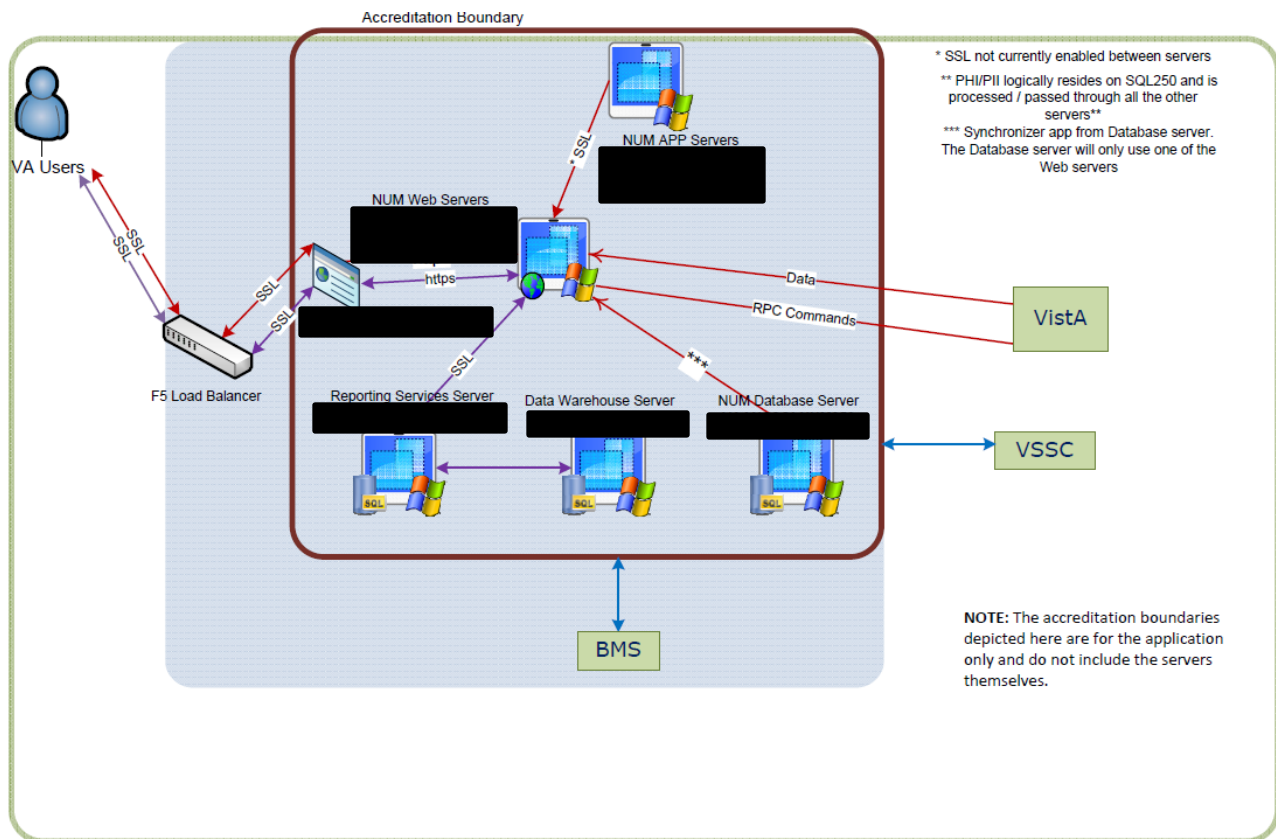 Accreditation Boundary
* SSL not currently enabled between servers
** PHI/PII logically resides on SQL250 and is
processed / passed through all the other
servers**
*** Synchronizer app from Database server.
The Database server will only use one of the
Web servers
VA Users
NUM APP Servers
* SSL
NUM Web Servers
SSL
SSL
https
SSL
SSL
Data
RPC Commands
VistA
F5 Load Balancer
SSL
***
Reporting Services Server
Data Warehouse Server
NUM Database Server
VSSC
SQL
SQL
SQL
BMS
NOTE: The accreditation boundaries
depicted here are for the application
only and do not include the servers
themselves.